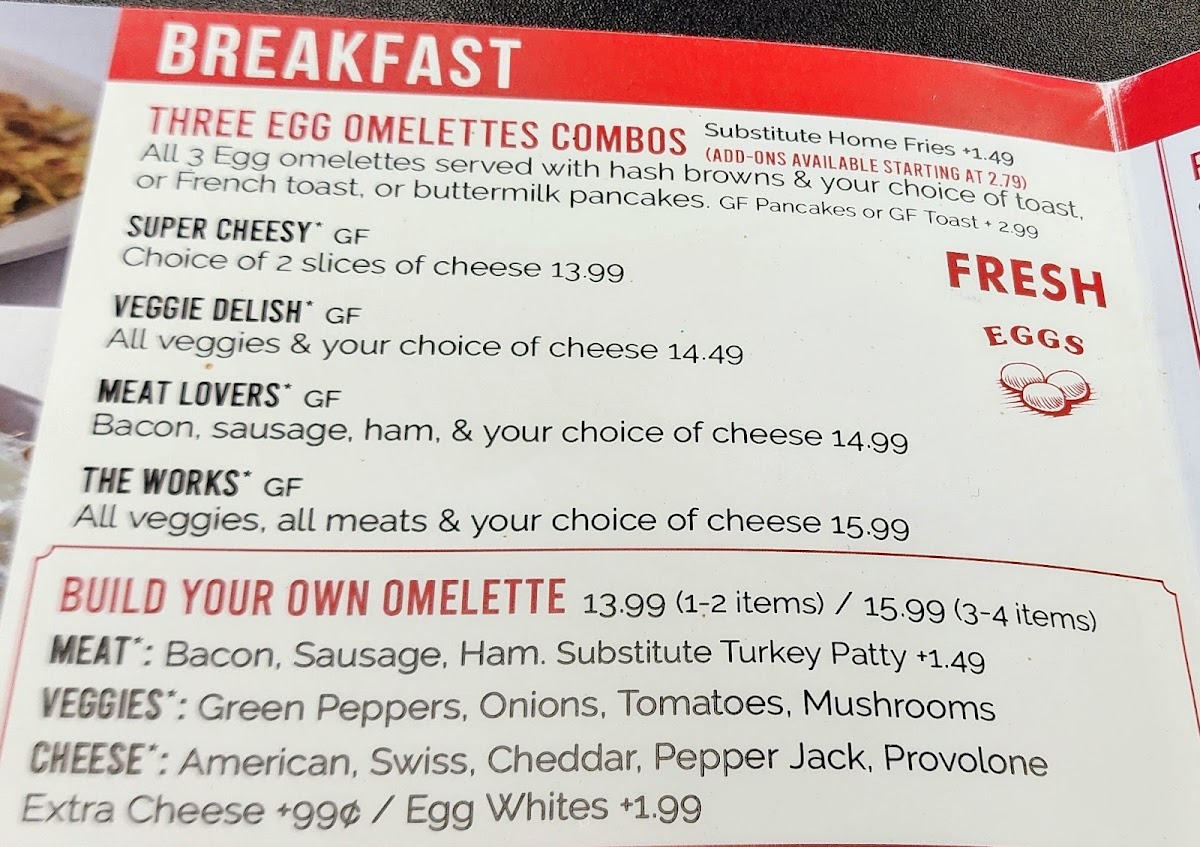 BREAKFAST
THREE EGG OMELETTES COMBOS Substitute Home Fries +1.49
(ADD-ONS AVAILABLE STARTING AT 2.79)
All 3 Egg omelettes served with hash browns & your choice of toast,
or French toast, or buttermilk pancakes. GF Pancakes or GF Toast + 2.99
SUPER CHEESY* GF
Choice of 2 slices of cheese 13.99
VEGGIE DELISH* GF
All veggies & your choice of cheese 14.49
MEAT LOVERS* GF
Bacon, sausage, ham, & your choice of cheese 14.99
THE WORKS* GF
All veggies, all meats & your choice of cheese 15.99
FRESH
EGGS
BUILD YOUR OWN OMELETTE 13.99 (1-2 items) / 15.99 (3-4 items)
MEAT*: Bacon, Sausage, Ham. Substitute Turkey Patty +1.49
VEGGIES*: Green Peppers, Onions, Tomatoes, Mushrooms
CHEESE*: American, Swiss, Cheddar, Pepper Jack, Provolone
Extra Cheese +99¢ / Egg Whites +1.99